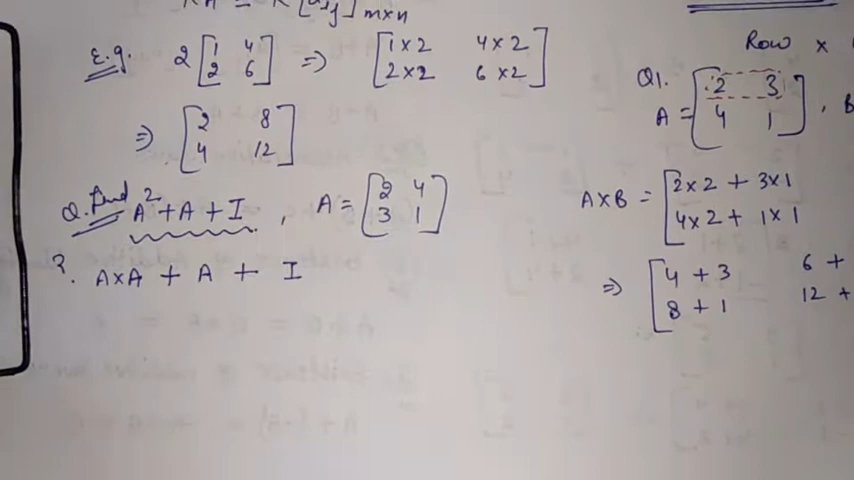 E.g. 2 [1 4 2 6] ⇒ [1 × 2 4 × 2 2 × 2 6 × 2]
⇒ [2 8 4 12]
Q. find A² + A + I , A = [2 4 3 1]
?. A×A + A + I
Row ×
Q1.
A = [2 3 4 1] , B
A×B = [2 × 2 + 3 × 1
4 × 2 + 1 × 1
⇒ [4 + 3 6 +
8 + 1 12 +